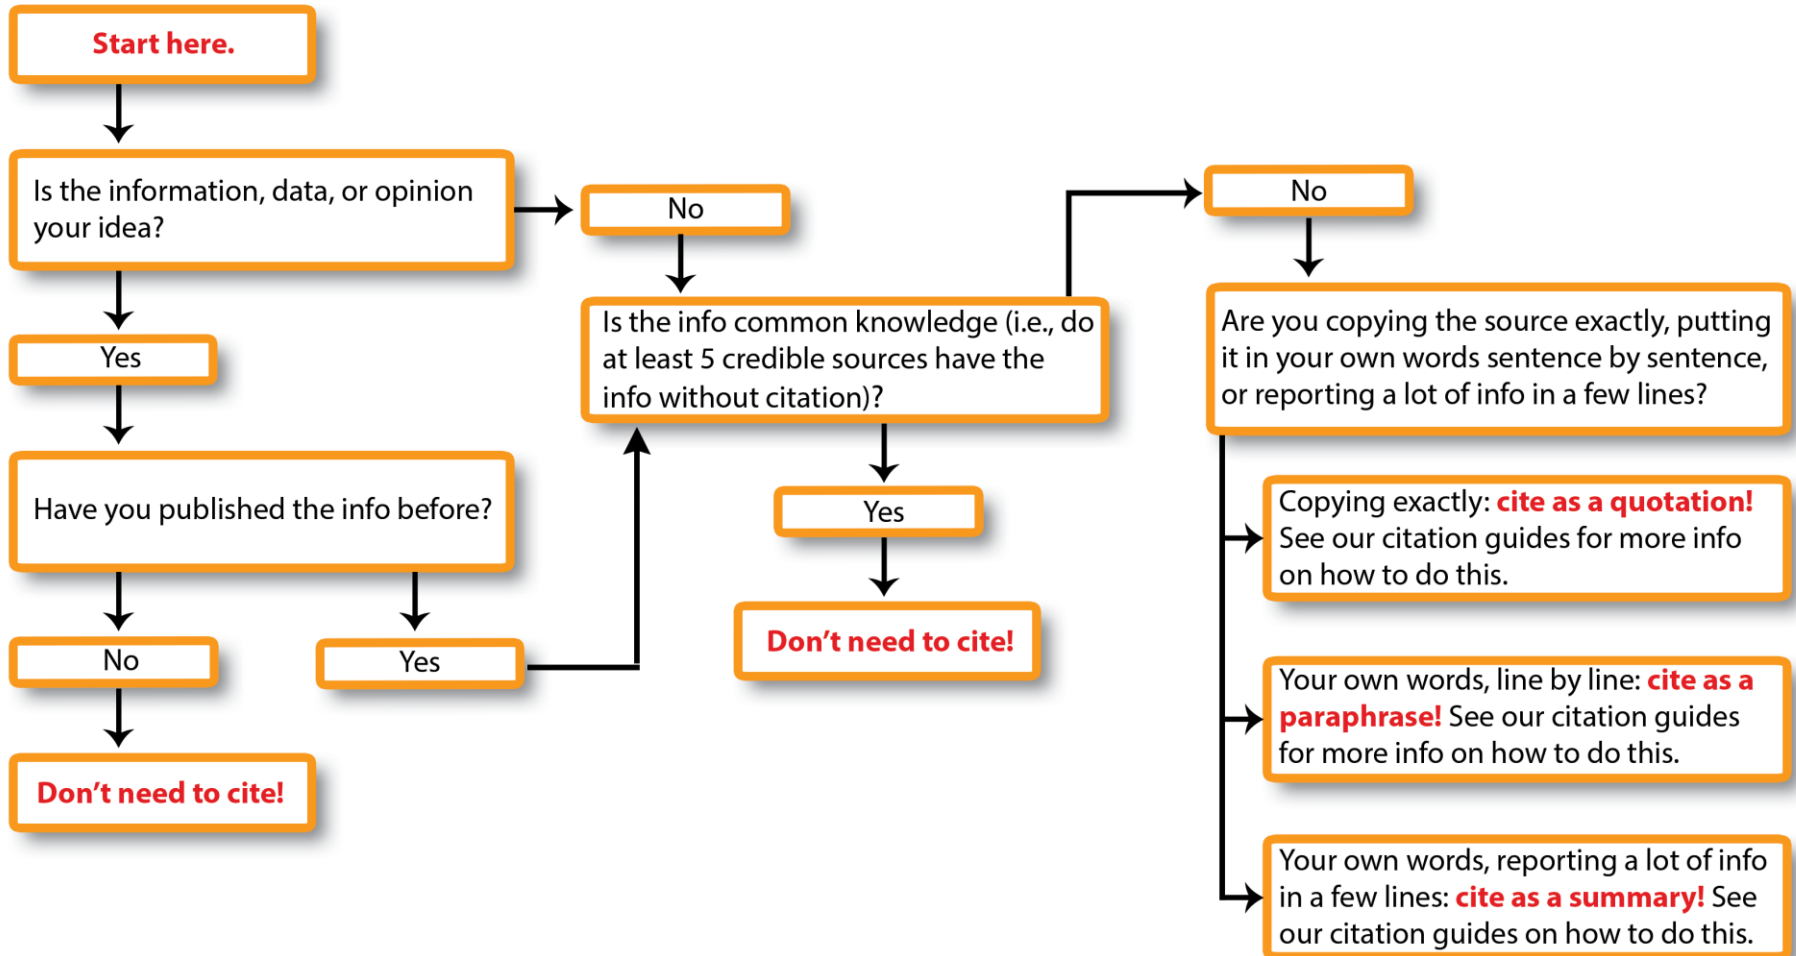 Start here.
Is the information, data, or opinion
your idea?
No
Yes
Have you published the info before?
No
Yes
Don't need to cite!
Is the info common knowledge (i.e., do
at least 5 credible sources have the
info without citation)?
Yes
Don't need to cite!
No
Are you copying the source exactly, putting
it in your own words sentence by sentence,
or reporting a lot of info in a few lines?
Copying exactly: cite as a quotation!
See our citation guides for more info
on how to do this.
Your own words, line by line: cite as a
paraphrase! See our citation guides
for more info on how to do this.
Your own words, reporting a lot of info
in a few lines: cite as a summary! See
our citation guides on how to do this.